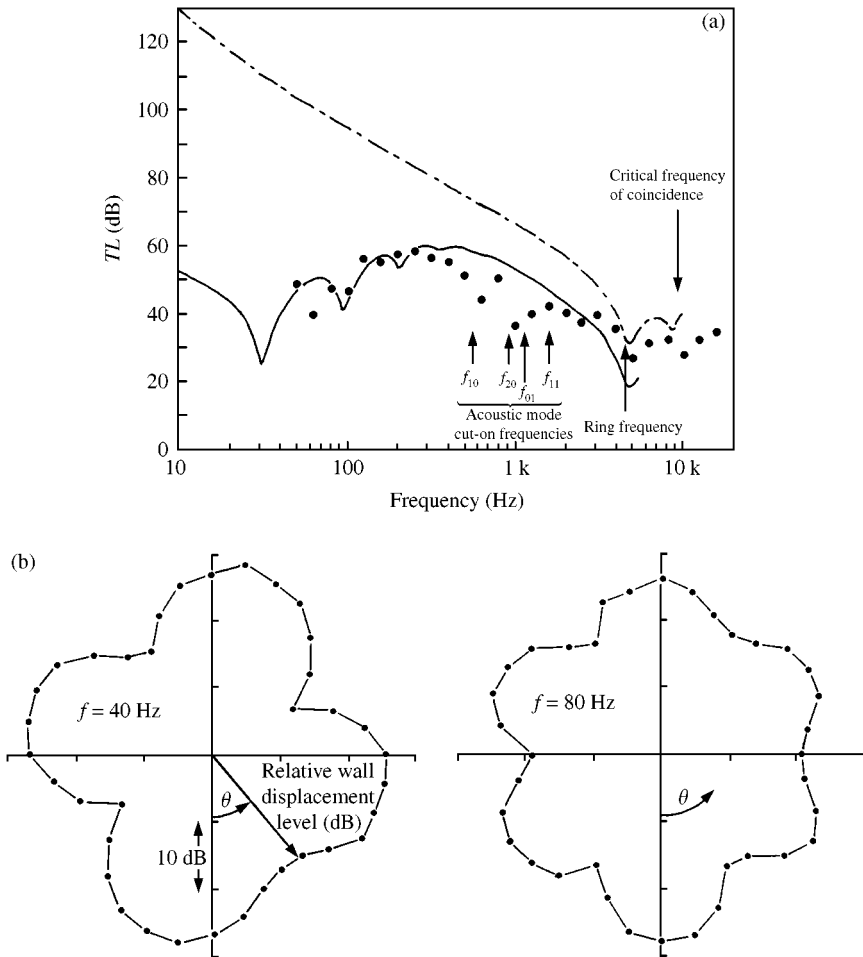 (a)
120
100
80
60
40
20
0
TL (dB)
Critical frequency
of coincidence
f10
f20
f01
f11
Acoustic mode
cut-on frequencies
Ring frequency
10
100
1 k
10 k
Frequency (Hz)
(b)
f = 40 Hz
Relative wall
displacement
level (dB)
θ
10 dB
f = 80 Hz
θ